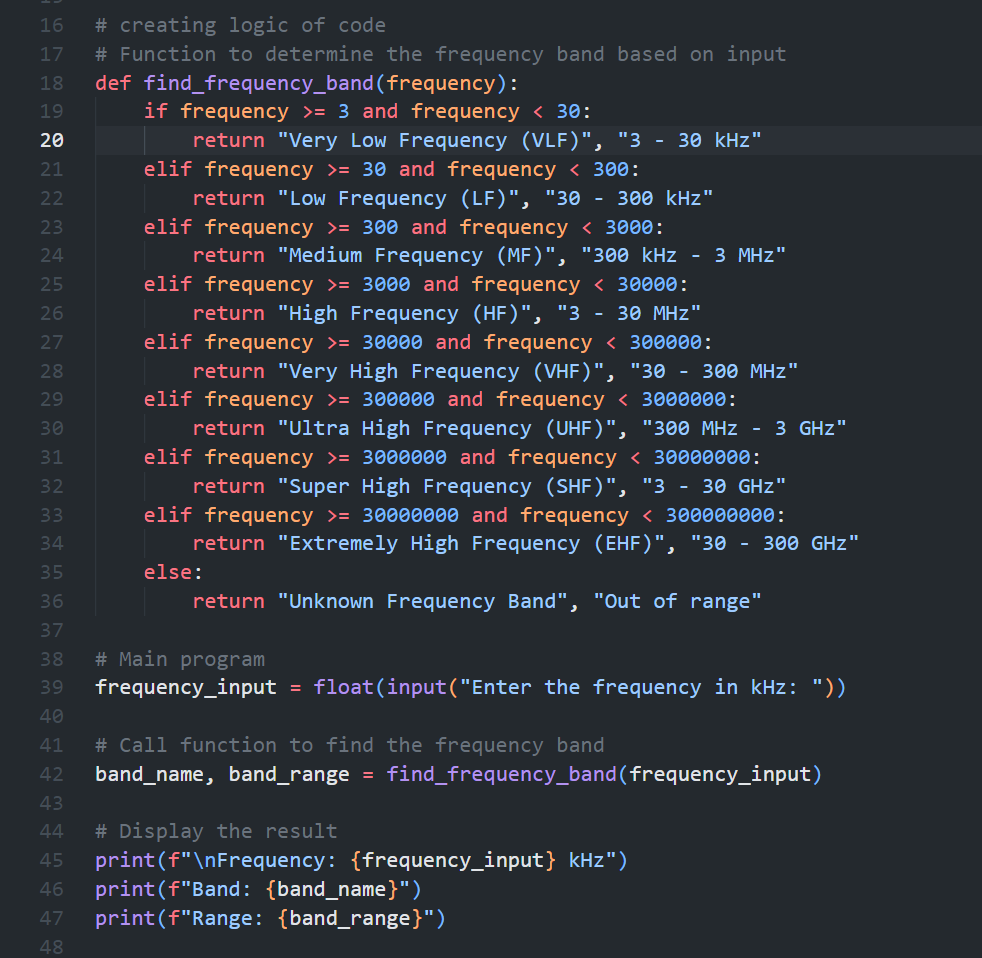 16 # creating logic of code
17 # Function to determine the frequency band based on input
18 def find_frequency_band(frequency):
19     if frequency >= 3 and frequency < 30:
20         return "Very Low Frequency (VLF)", "3 - 30 kHz"
21     elif frequency >= 30 and frequency < 300:
22         return "Low Frequency (LF)", "30 - 300 kHz"
23     elif frequency >= 300 and frequency < 3000:
24         return "Medium Frequency (MF)", "300 kHz - 3 MHz"
25     elif frequency >= 3000 and frequency < 30000:
26         return "High Frequency (HF)", "3 - 30 MHz"
27     elif frequency >= 30000 and frequency < 300000:
28         return "Very High Frequency (VHF)", "30 - 300 MHz"
29     elif frequency >= 300000 and frequency < 3000000:
30         return "Ultra High Frequency (UHF)", "300 MHz - 3 GHz"
31     elif frequency >= 3000000 and frequency < 30000000:
32         return "Super High Frequency (SHF)", "3 - 30 GHz"
33     elif frequency >= 30000000 and frequency < 300000000:
34         return "Extremely High Frequency (EHF)", "30 - 300 GHz"
35     else:
36         return "Unknown Frequency Band", "Out of range"
37
38 # Main program
39 frequency_input = float(input("Enter the frequency in kHz: "))
40
41 # Call function to find the frequency band
42 band_name, band_range = find_frequency_band(frequency_input)
43
44 # Display the result
45 print(f"\nFrequency: {frequency_input} kHz")
46 print(f"Band: {band_name}")
47 print(f"Range: {band_range}")
48